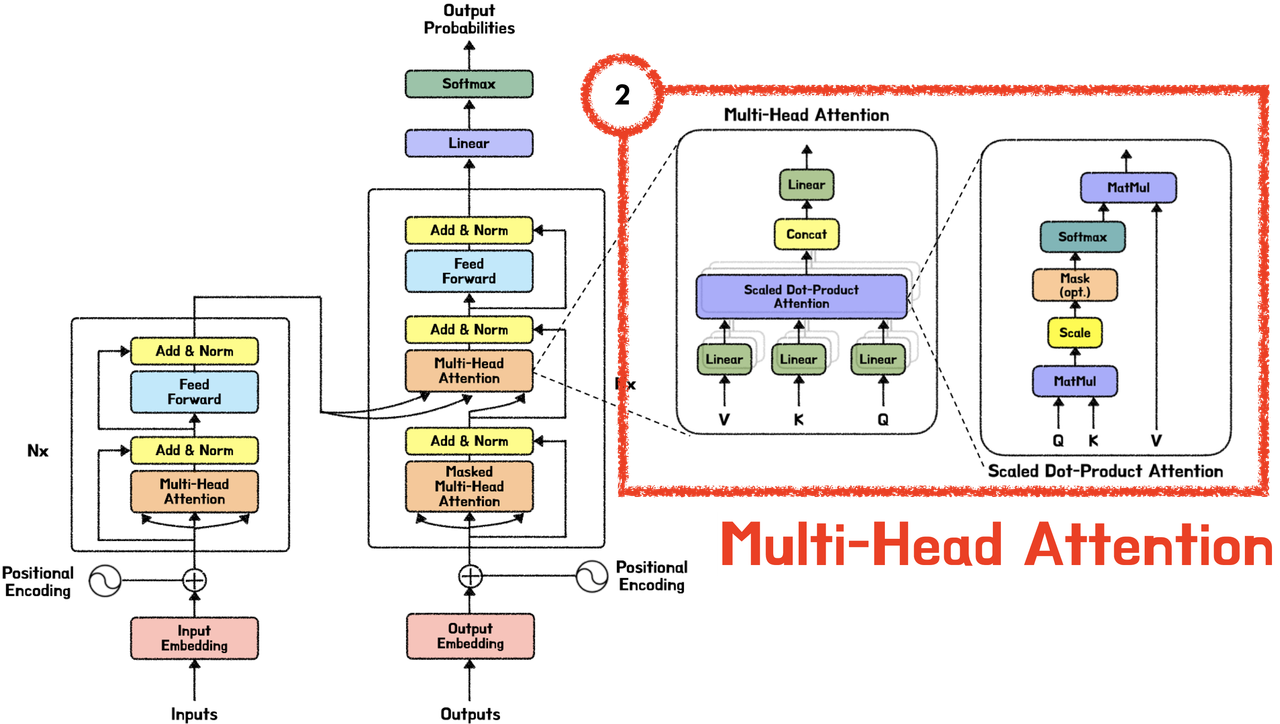 Output
Probabilities
Softmax
Linear
Add & Norm
Feed
Forward
Add & Norm
Multi-Head
Attention
Add & Norm
Masked
Multi-Head
Attention
Positional
Encoding
Output
Embedding
Outputs
Add & Norm
Feed
Forward
Add & Norm
Multi-Head
Attention
Nx
Positional
Encoding
Input
Embedding
Inputs
2
Multi-Head Attention
Linear
Concat
Scaled Dot-Product
Attention
Linear Linear Linear
V K Q
MatMul
Softmax
Mask
(opt.)
Scale
MatMul
Q K V
Scaled Dot-Product Attention
Multi-Head Attention